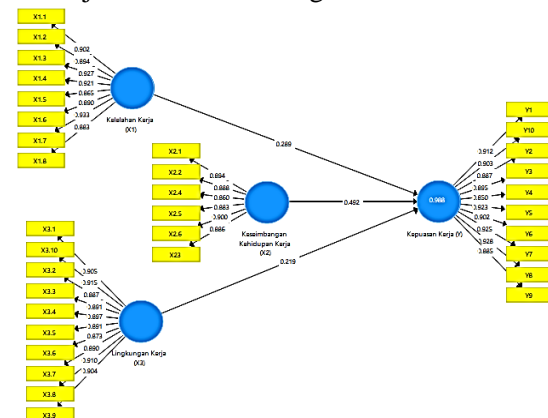 X1.1
X1.2
X1.3
X1.4
X1.5
X1.6
X1.7
X1.8
0.902
0.894
0.927
0.921
0.865
0.890
0.933
0.883
Kelelahan Kerja
(X1)
0.289
X2.1
X2.2
X2.4
X2.5
X2.6
X23
0.894
0.888
0.860
0.883
0.900
0.886
Keseimbangan
Kehidupan Kerja
(X2)
0.492
X3.1
X3.10
X3.2
X3.3
X3.4
X3.5
X3.6
X3.7
X3.8
X3.9
0.905
0.915
0.887
0.891
0.897
0.891
0.873
0.890
0.910
0.904
Lingkungan Kerja
(X3)
0.219
0.988
Kepuasan Kerja (Y)
0.912
0.903
0.887
0.895
0.850
0.923
0.902
0.925
0.928
0.885
Y1
Y10
Y2
Y3
Y4
Y5
Y6
Y7
Y8
Y9